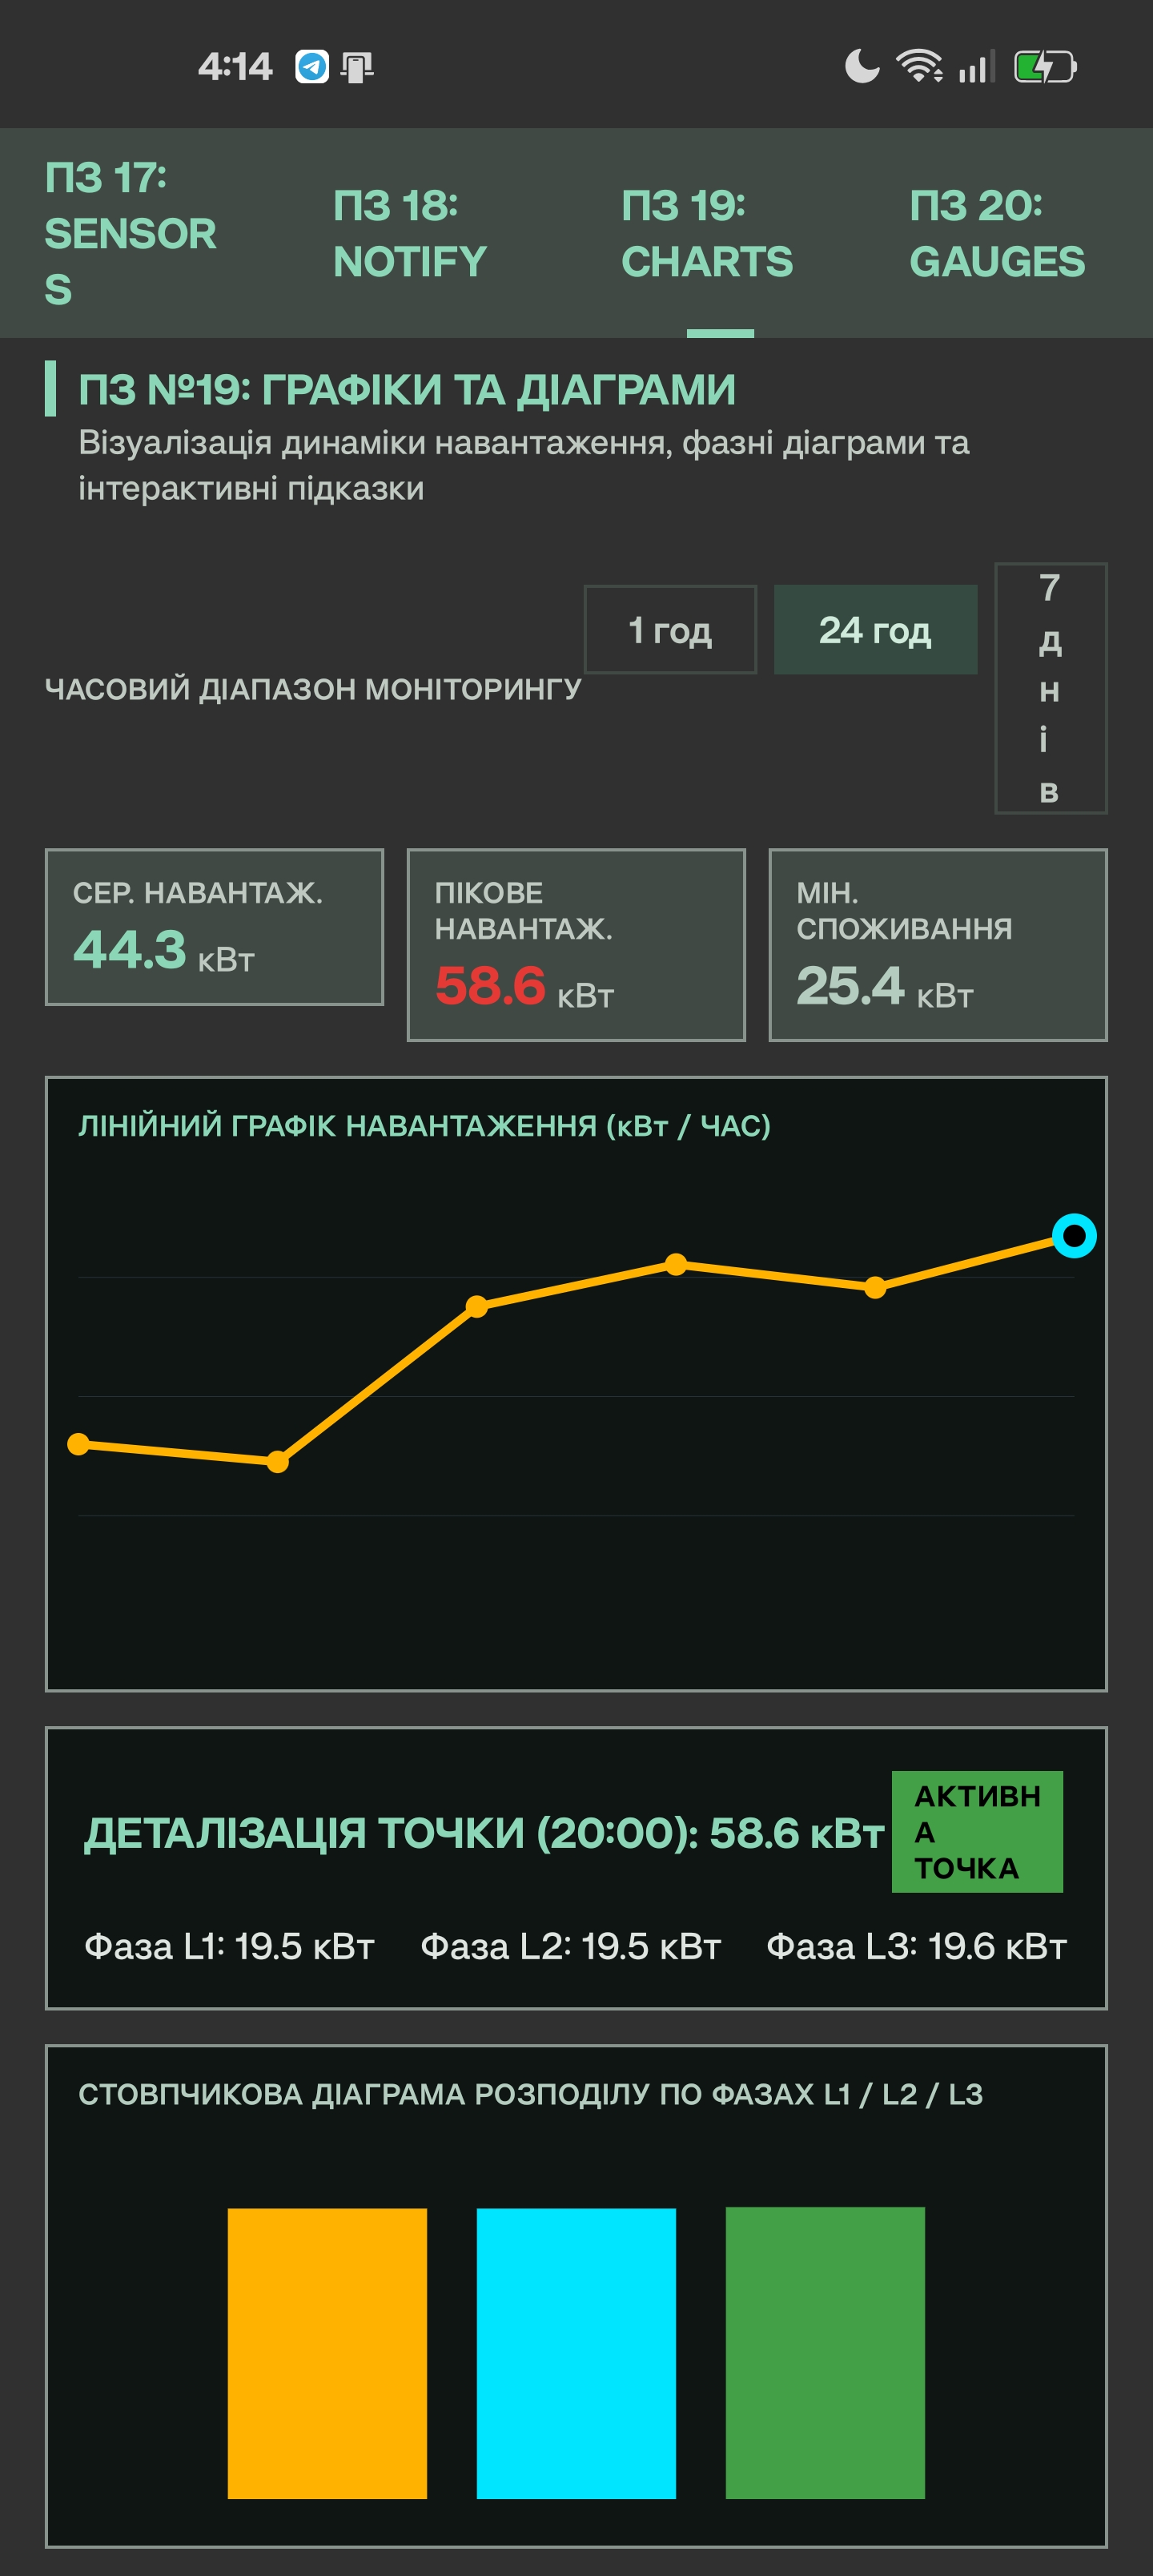 4:14
ПЗ 17:
SENSOR
S
ПЗ 18:
NOTIFY
ПЗ 19:
CHARTS
ПЗ 20:
GAUGES
ПЗ №19: ГРАФІКИ ТА ДІАГРАМИ
Візуалізація динаміки навантаження, фазні діаграми та
інтерактивні підказки
ЧАСОВИЙ ДІАПАЗОН МОНІТОРИНГУ
1 год
24 год
7
д
н
і
в
СЕР. НАВАНТАЖ.
44.3 кВт
ПІКОВЕ
НАВАНТАЖ.
58.6 кВт
МІН.
СПОЖИВАННЯ
25.4 кВт
ЛІНІЙНИЙ ГРАФІК НАВАНТАЖЕННЯ (кВт / ЧАС)
ДЕТАЛІЗАЦІЯ ТОЧКИ (20:00): 58.6 кВт
АКТИВН
А
ТОЧКА
Фаза L1: 19.5 кВт
Фаза L2: 19.5 кВт
Фаза L3: 19.6 кВт
СТОВПЧИКОВА ДІАГРАМА РОЗПОДІЛУ ПО ФАЗАХ L1 / L2 / L3